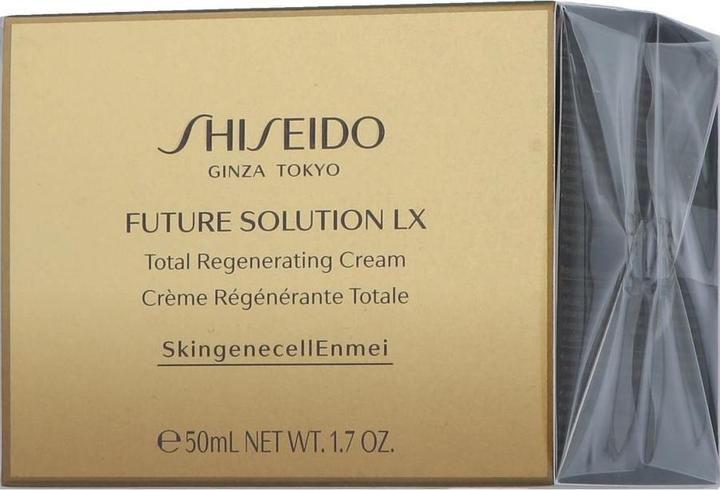 SHISEIDO
GINZA TOKYO
FUTURE SOLUTION LX
Total Regenerating Cream
Crème Régénérante Totale
SkingenecellEnmei
℮50mL NET WT. 1.7 OZ.